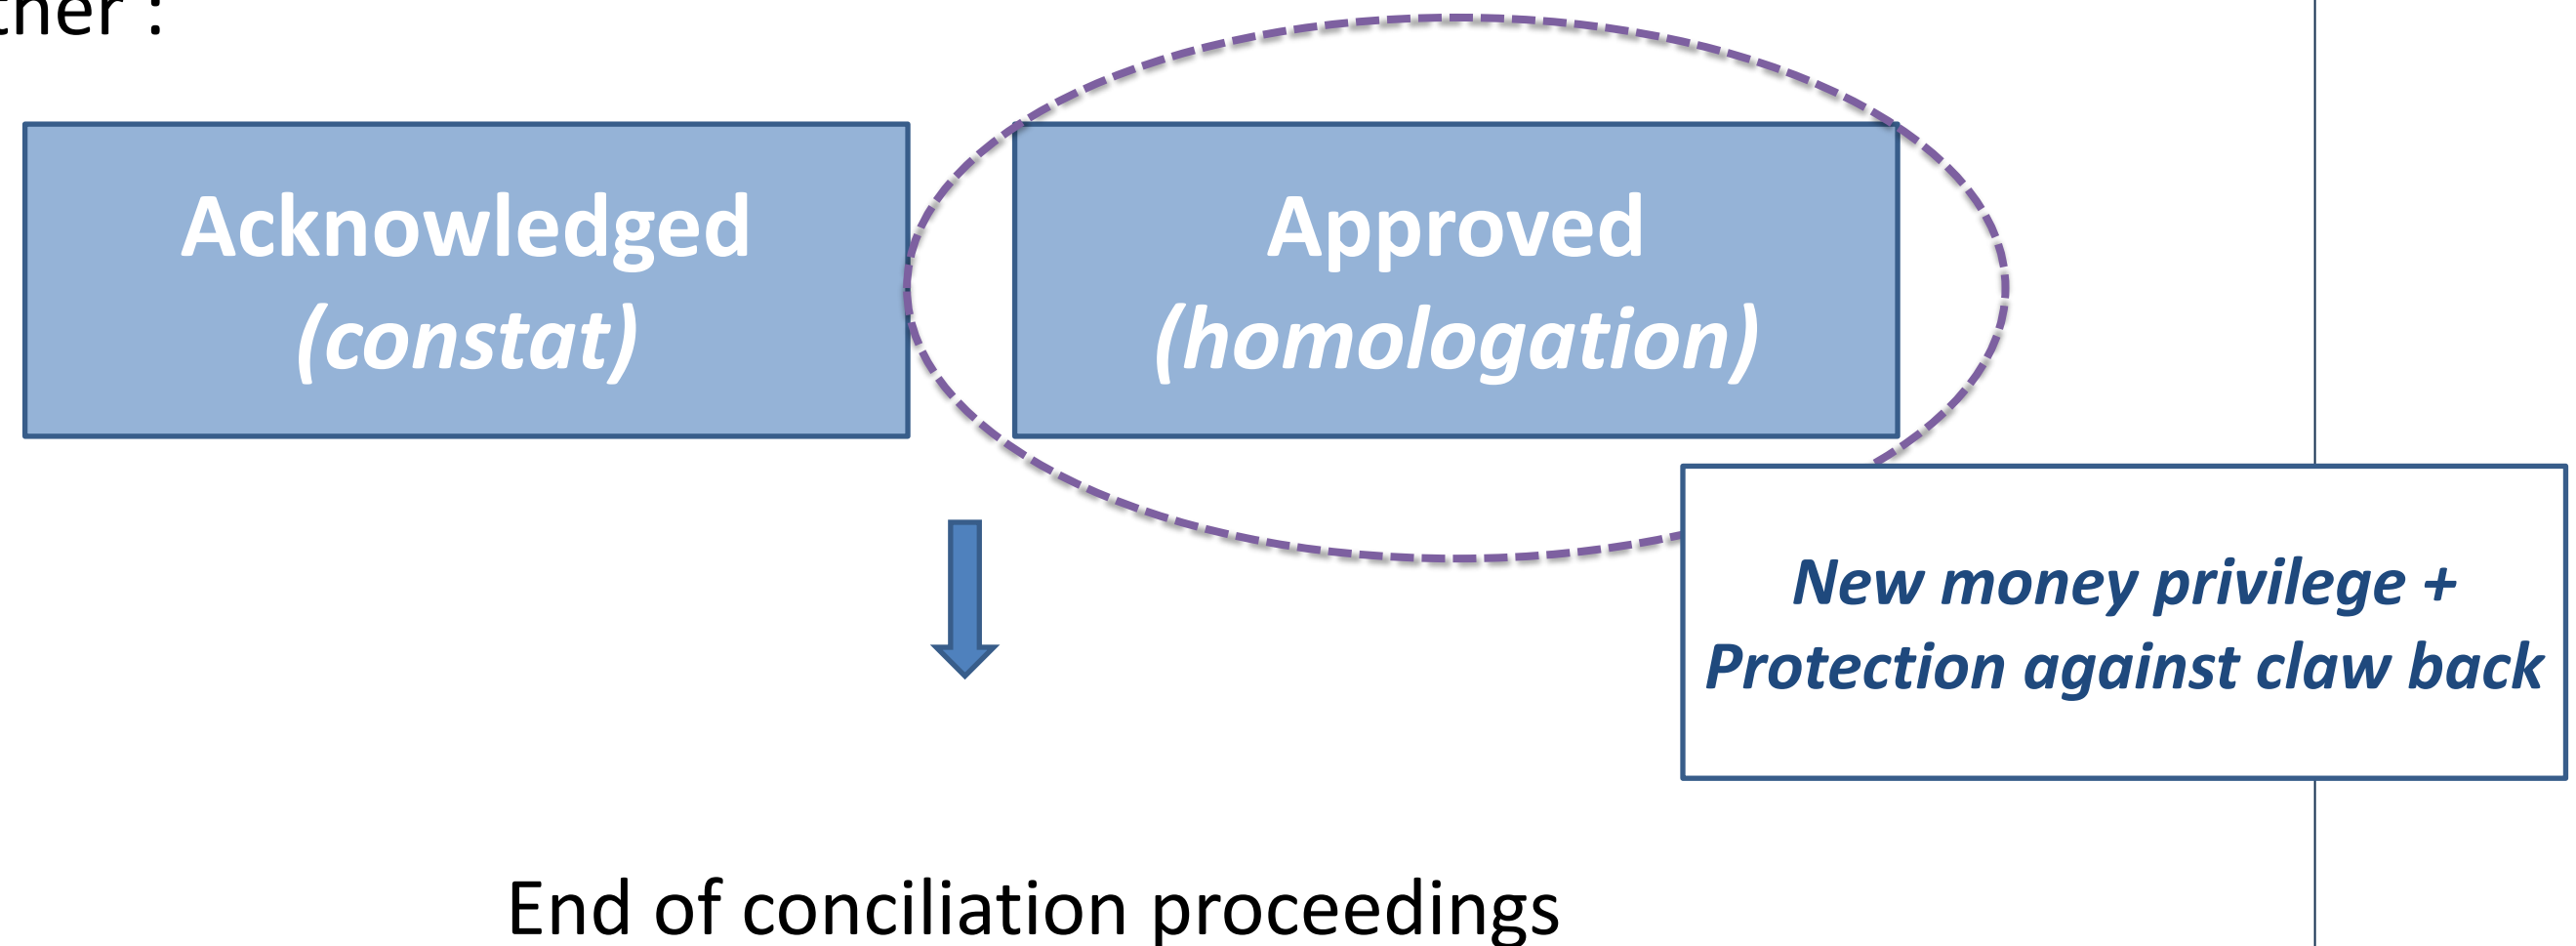 Acknowledged
(constat)
Approved
(homologation)
New money privilege +
Protection against claw back
End of conciliation proceedings